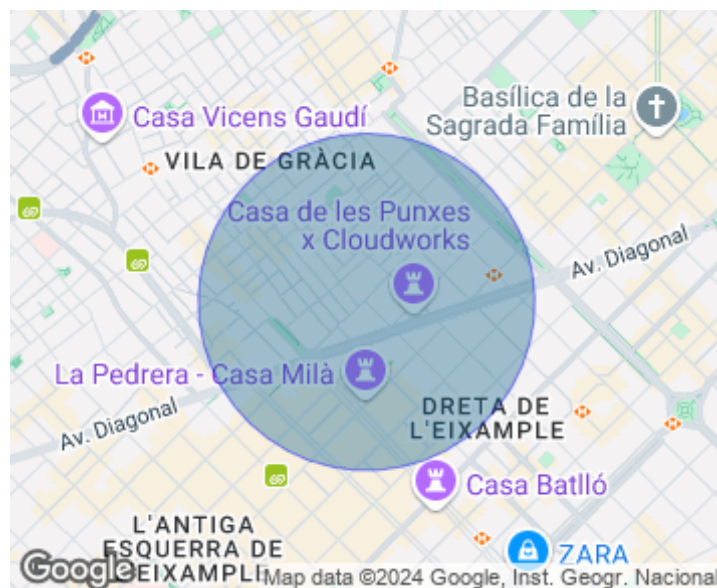 Basílica de la
Sagrada Família
Casa Vicens Gaudí
VILA DE GRÀCIA
Casa de les Punxes
x Cloudworks
Av. Diagonal
La Pedrera - Casa Milà
DRETA DE
L'EIXAMPLE
Av. Diagonal
Casa Batlló
L'ANTIGA
ESQUERRA DE
ZARA
Google
Map data ©2024 Google, Inst. Geogr. Nacional